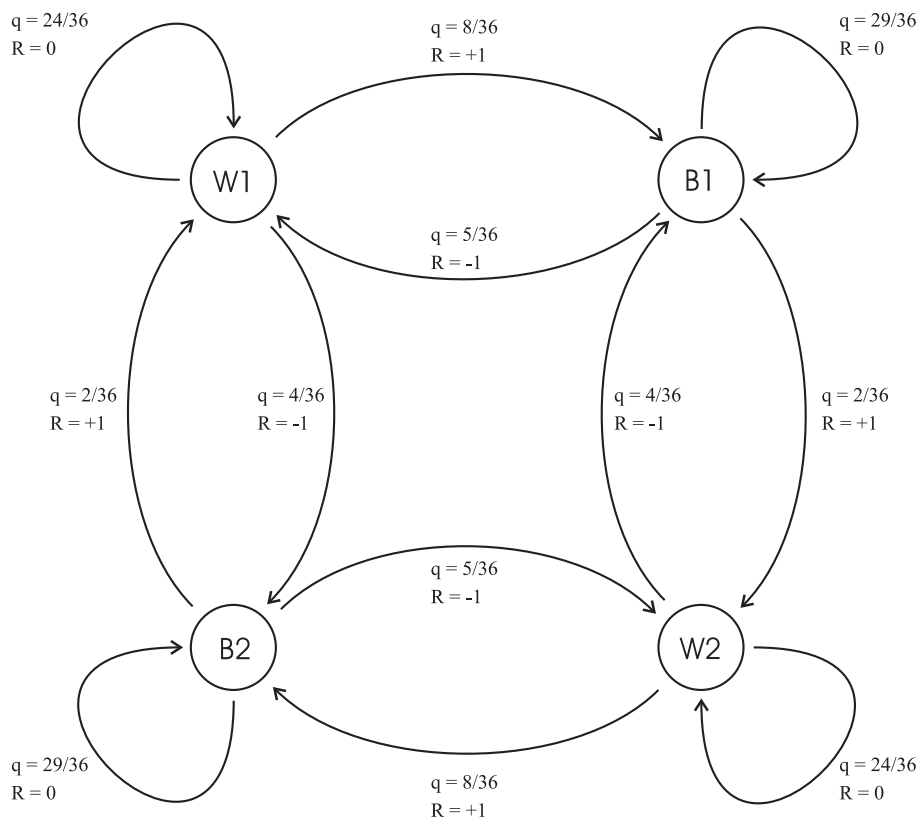 q = 24/36
R = 0
q = 8/36
R = +1
q = 29/36
R = 0
W1
B1
q = 5/36
R = -1
q = 2/36
R = +1
q = 4/36
R = -1
q = 4/36
R = -1
q = 2/36
R = +1
q = 5/36
R = -1
B2
W2
q = 29/36
R = 0
q = 8/36
R = +1
q = 24/36
R = 0